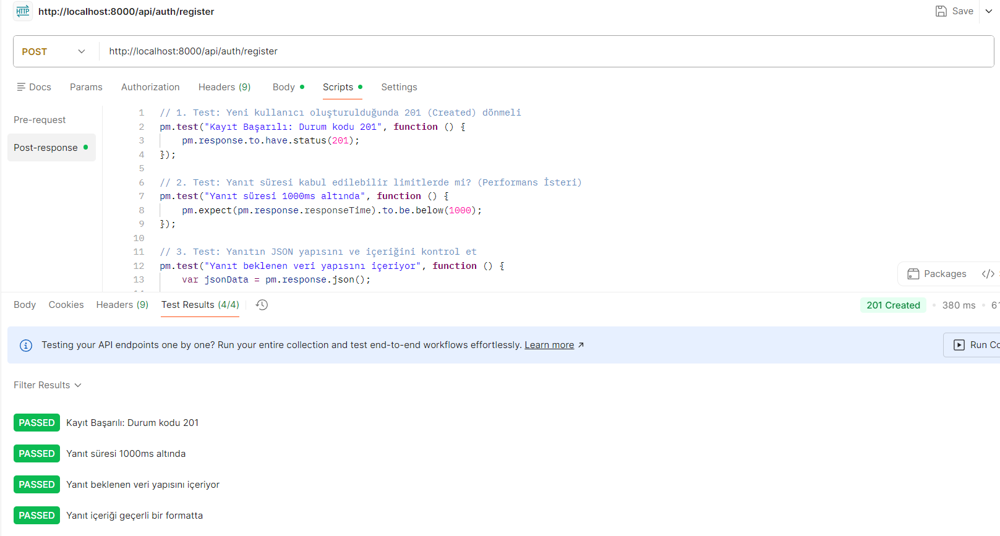 HTTP http://localhost:8000/api/auth/register Save
POST http://localhost:8000/api/auth/register
Docs Params Authorization Headers (9) Body Scripts Settings
Pre-request
Post-response
1 // 1. Test: Yeni kullanıcı oluşturulduğunda 201 (Created) dönmeli
2 pm.test("Kayıt Başarılı: Durum kodu 201", function () {
3 pm.response.to.have.status(201);
4 });
5
6 // 2. Test: Yanıt süresi kabul edilebilir limitlerde mi? (Performans İsteri)
7 pm.test("Yanıt süresi 1000ms altında", function () {
8 pm.expect(pm.response.responseTime).to.be.below(1000);
9 });
10
11 // 3. Test: Yanıtın JSON yapısını ve içeriğini kontrol et
12 pm.test("Yanıt beklenen veri yapısını içeriyor", function () {
13 var jsonData = pm.response.json();
Packages </>
Body Cookies Headers (9) Test Results (4/4) 201 Created • 380 ms • 61
Testing your API endpoints one by one? Run your entire collection and test end-to-end workflows effortlessly. Learn more ↗ Run Co
Filter Results
PASSED Kayıt Başarılı: Durum kodu 201
PASSED Yanıt süresi 1000ms altında
PASSED Yanıt beklenen veri yapısını içeriyor
PASSED Yanıt içeriği geçerli bir formatta